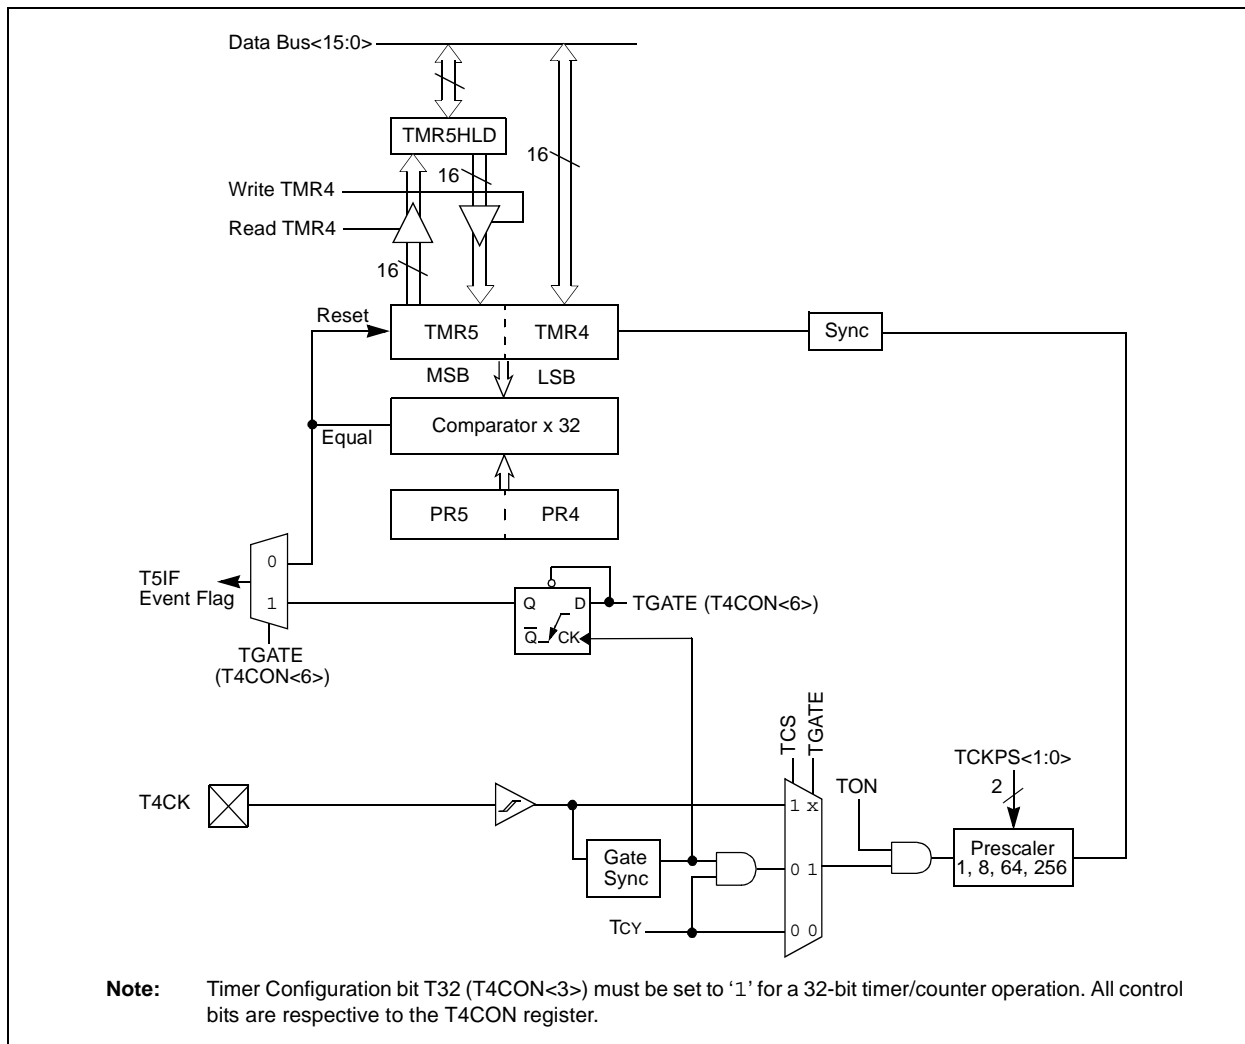 Data Bus<15:0>
TMR5HLD
16
16
Write TMR4
Read TMR4
16
Reset
TMR5
TMR4
Sync
MSB
LSB
Equal
Comparator x 32
PR5
PR4
0
T5IF
Event Flag
1
Q
D
TGATE (T4CON<6>)
Q
CK
TGATE
(T4CON<6>)
TCS
TGATE
TCKPS<1:0>
2
TON
T4CK
1 x
Gate
Sync
0 1
Prescaler
1, 8, 64, 256
TCY
0 0
Note: Timer Configuration bit T32 (T4CON<3>) must be set to ‘1’ for a 32-bit timer/counter operation. All control
bits are respective to the T4CON register.